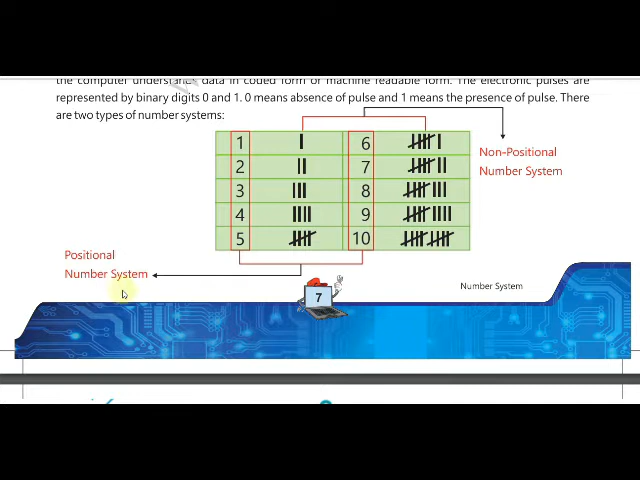 the computer understands data in coded form or machine readable form. The electronic pulses are
represented by binary digits 0 and 1. 0 means absence of pulse and 1 means the presence of pulse. There
are two types of number systems:
1 6
2 7
3 8
4 9
5 10
Non-Positional
Number System
Positional
Number System
7
Number System